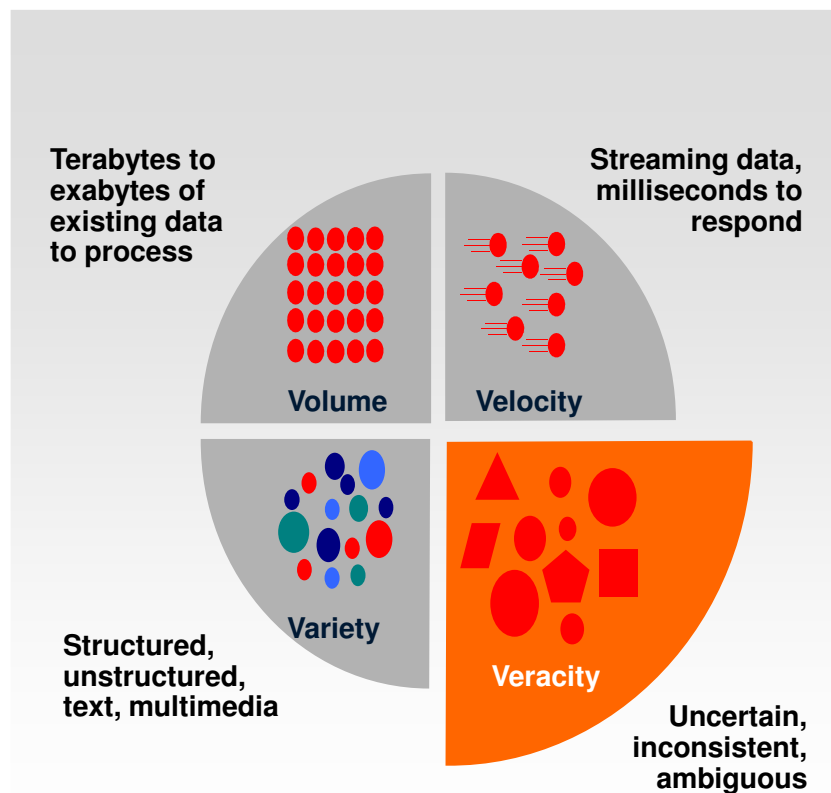 Terabytes to
exabytes of
existing data
to process
Streaming data,
milliseconds to
respond
Volume
Velocity
Variety
Structured,
unstructured,
text, multimedia
Veracity
Uncertain,
inconsistent,
ambiguous